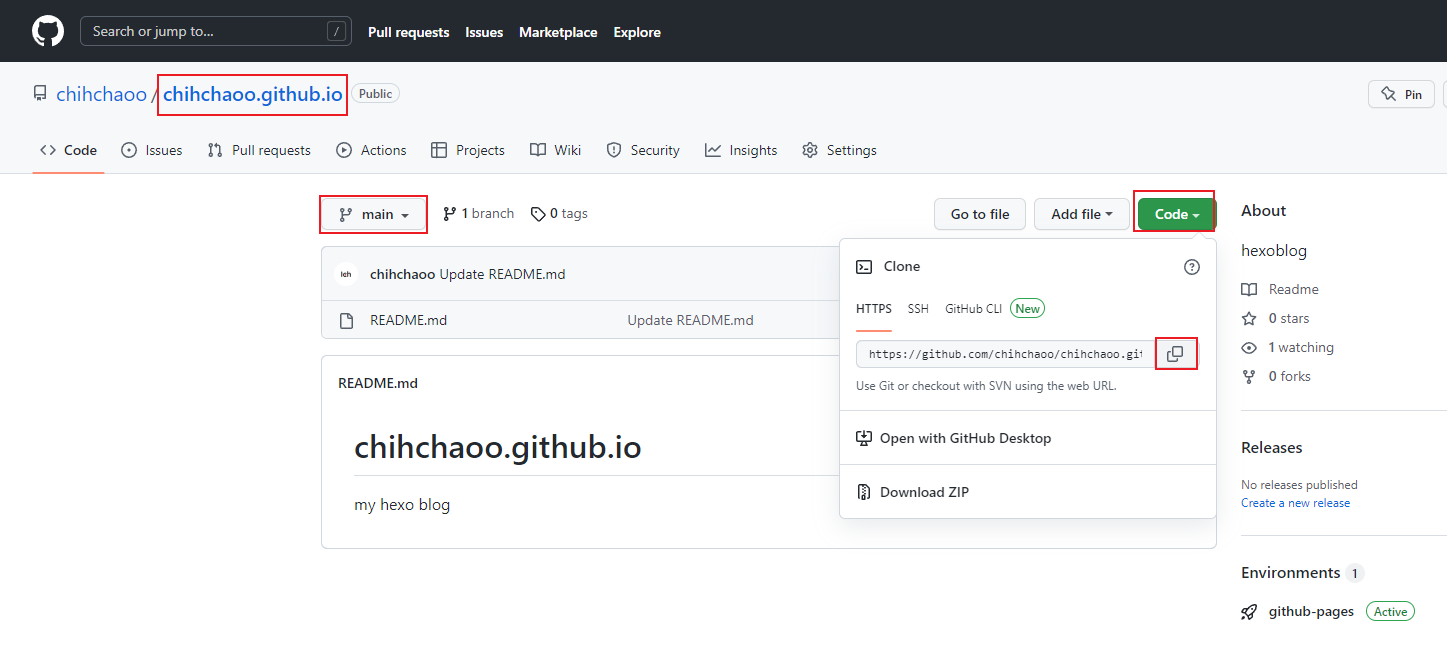 Search or jump to... /
Pull requests Issues Marketplace Explore
chihchaoo / chihchaoo.github.io Public
Pin
Code Issues Pull requests Actions Projects Wiki Security Insights Settings
main 1 branch 0 tags
Go to file Add file Code
chihchaoo Update README.md
README.md Update README.md
README.md
chihchaoo.github.io
my hexo blog
Clone
HTTPS SSH GitHub CLI New
https://github.com/chihchaoo/chihchaoo.git
Use Git or checkout with SVN using the web URL.
Open with GitHub Desktop
Download ZIP
About
hexoblog
Readme
0 stars
1 watching
0 forks
Releases
No releases published
Create a new release
Environments 1
github-pages Active